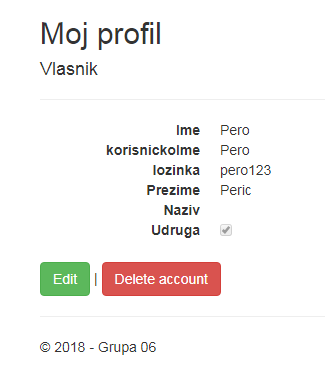 Moj profil
Vlasnik
Ime Pero
korisnickoIme Pero
lozinka pero123
Prezime Peric
Naziv
Udruga
Edit | Delete account
© 2018 - Grupa 06